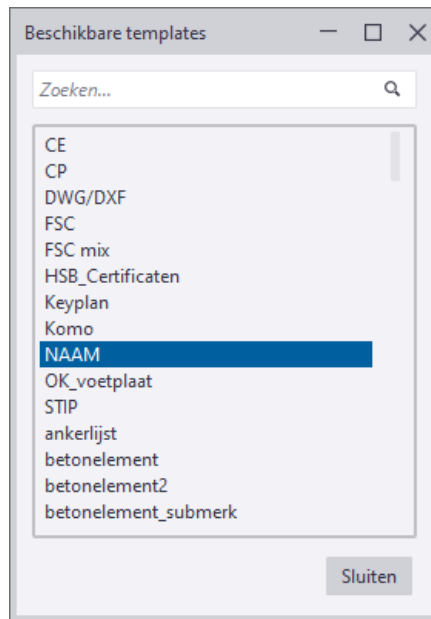 Beschikbare templates
Zoeken...
CE
CP
DWG/DXF
FSC
FSC mix
HSB_Certificaten
Keyplan
Komo
NAAM
OK_voetplaat
STIP
ankerlijst
betonelement
betonelement2
betonelement_submerk
Sluiten